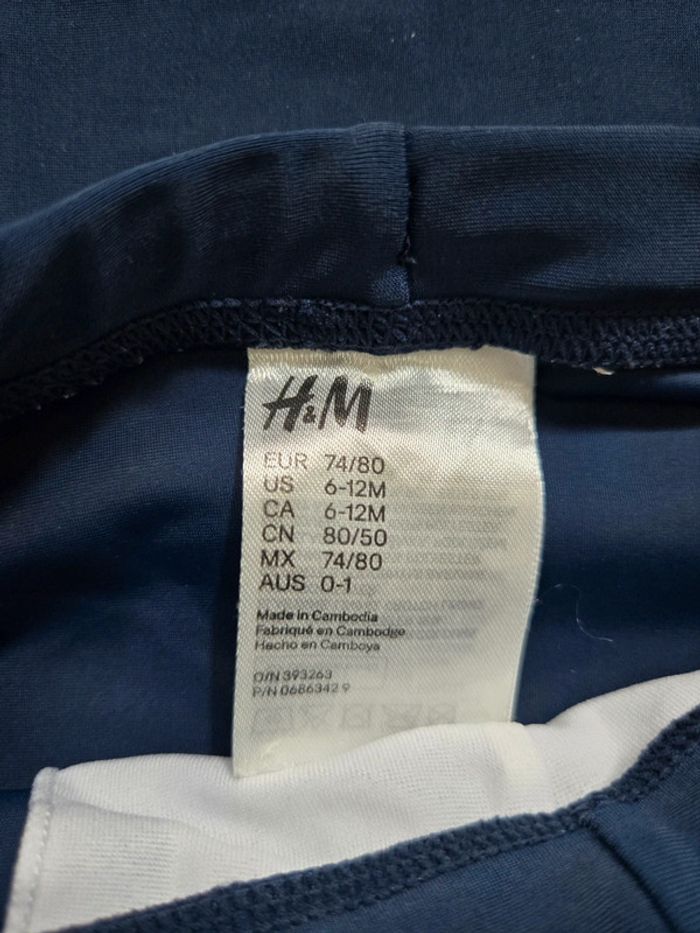 H&M
EUR 74/80
US 6-12M
CA 6-12M
CN 80/50
MX 74/80
AUS 0-1
Made in Cambodia
Fabriqué en Cambodge
Hecho en Camboya
O/N 393263
P/N 0686342 9